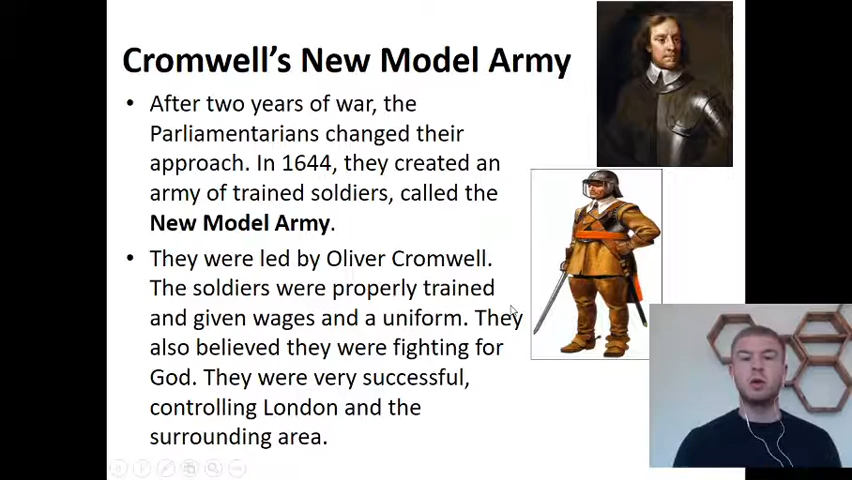 Cromwell's New Model Army
• After two years of war, the
Parliamentarians changed their
approach. In 1644, they created an
army of trained soldiers, called the
New Model Army.
• They were led by Oliver Cromwell.
The soldiers were properly trained
and given wages and a uniform. They
also believed they were fighting for
God. They were very successful,
controlling London and the
surrounding area.